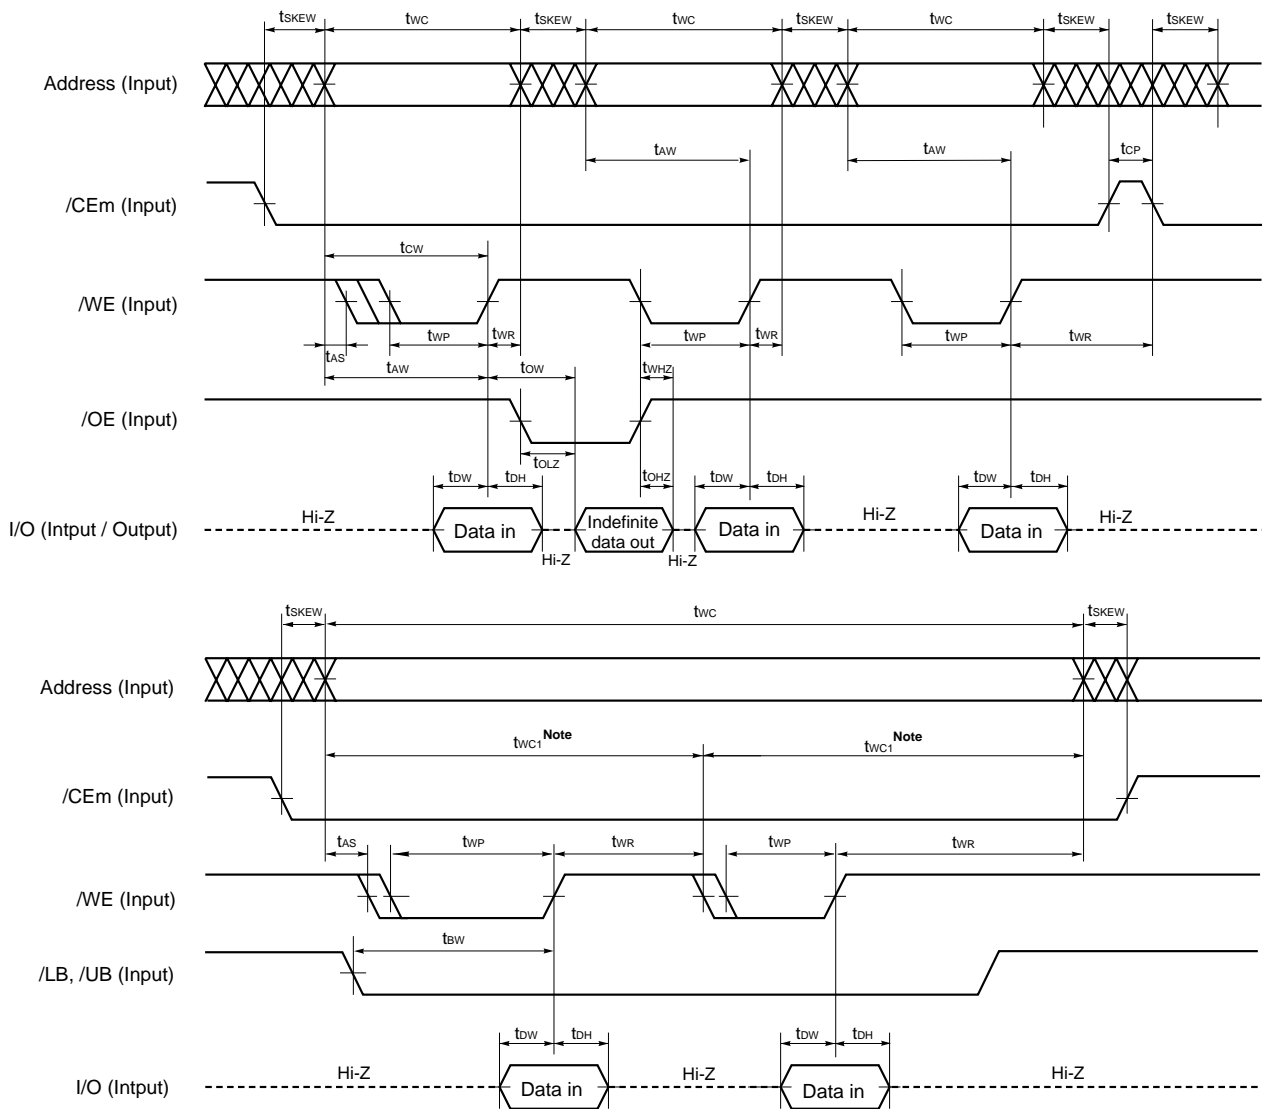 tSKEW tWC tSKEW tWC tSKEW tWC tSKEW tSKEW
Address (Input)
tAW tAW tCP
/CEm (Input)
tCW
/WE (Input)
tAS tWP tWR tWP tWR tWP tWR
tAW tOW tWHZ
/OE (Input)
tOLZ
tDW tDH tOHZ tDW tDH tDW tDH
I/O (Intput / Output) Hi-Z Data in Hi-Z Indefinite data out Hi-Z Data in Hi-Z Data in Hi-Z
tSKEW tWC tSKEW
Address (Input)
tWC1 Note tWC1 Note
/CEm (Input)
tAS tWP tWR tWP tWR
/WE (Input)
tBW
/LB, /UB (Input)
tDW tDH tDW tDH
I/O (Intput) Hi-Z Data in Hi-Z Data in Hi-Z